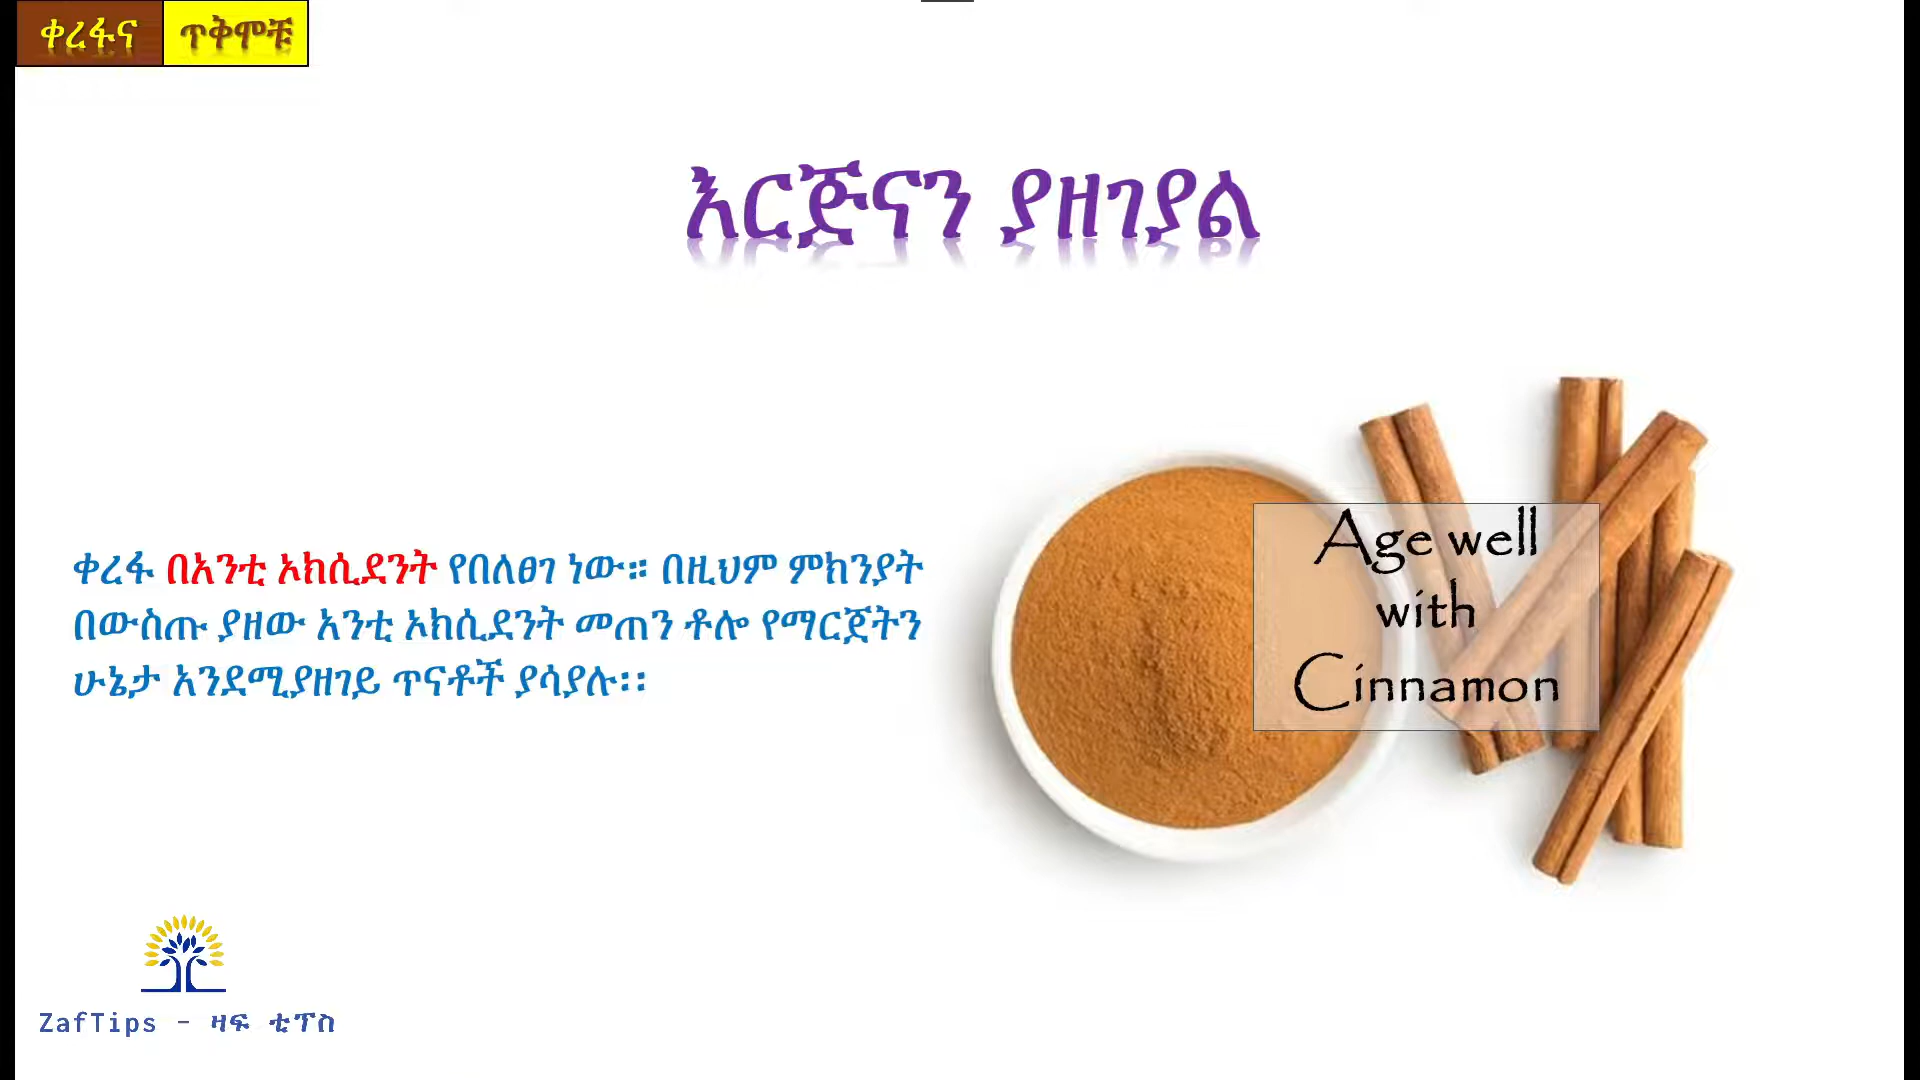 ቀረፋና ጥቅሞቹ
እርጅናን ያዘገያል
ቀረፋ በአንቲ ኦክሲደንት የበለፀገ ነው። በዚህም ምክንያት
በውስጡ ያዘው አንቲ ኦክሲደንት መጠን ቶሎ የማርጀትን
ሁኔታ አንደሚያዘገይ ጥናቶች ያሳያሉ፡፡
Age well
with
Cinnamon
ZafTips - ዛፍ ቲፕስ